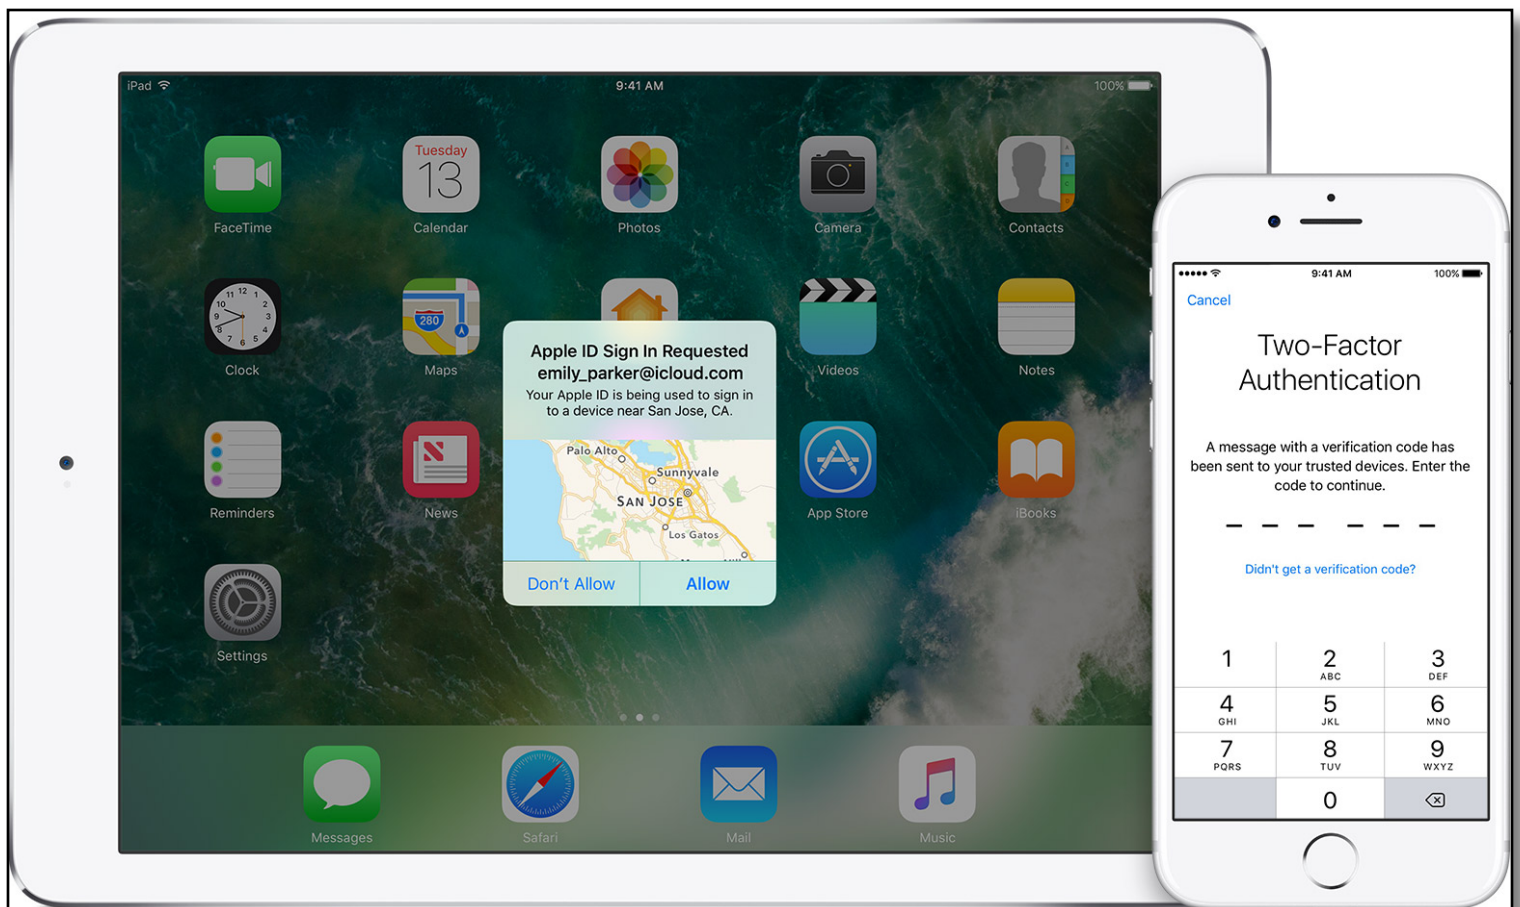 iPad 9:41 AM 100%
FaceTime
Tuesday
13
Calendar
Photos
Camera
Contacts
Clock
280
Maps
Videos
Notes
Reminders
News
App Store
iBooks
Settings
Apple ID Sign In Requested
emily_parker@icloud.com
Your Apple ID is being used to sign in
to a device near San Jose, CA.
Palo Alto
Sunnyvale
SAN JOSE
Los Gatos
Don't Allow Allow
Messages
Safari
Mail
Music
9:41 AM 100%
Cancel
Two-Factor
Authentication
A message with a verification code has
been sent to your trusted devices. Enter the
code to continue.
Didn't get a verification code?
1 2 3
ABC DEF
4 5 6
GHI JKL MNO
7 8 9
PQRS TUV WXYZ
0